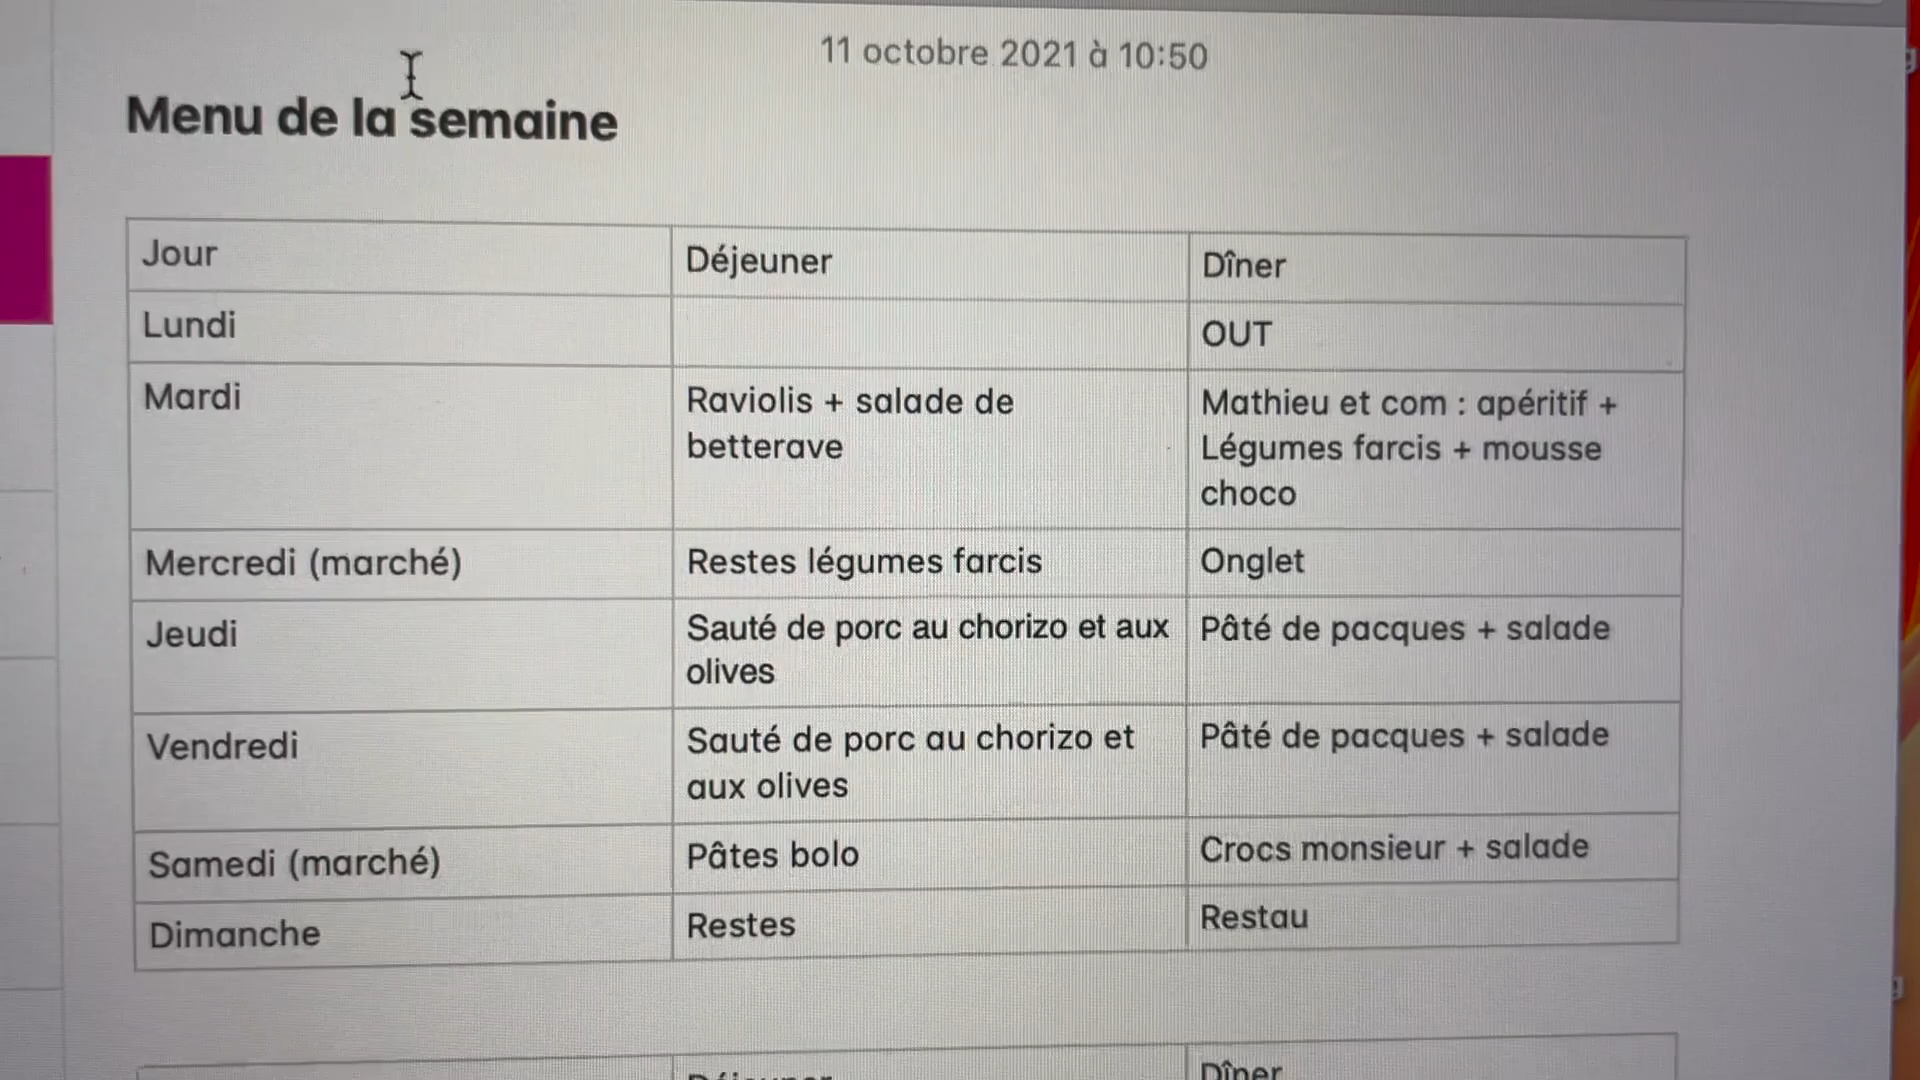 11 octobre 2021 à 10:50
Menu de la semaine
Jour Déjeuner Dîner
Lundi OUT
Mardi Raviolis + salade de Mathieu et com : apéritif +
betterave Légumes farcis + mousse
choco
Mercredi (marché) Restes légumes farcis Onglet
Jeudi Sauté de porc au chorizo et aux Pâté de pacques + salade
olives
Vendredi Sauté de porc au chorizo et Pâté de pacques + salade
aux olives
Samedi (marché) Pâtes bolo Crocs monsieur + salade
Dimanche Restes Restau
Déjeuner Dîner